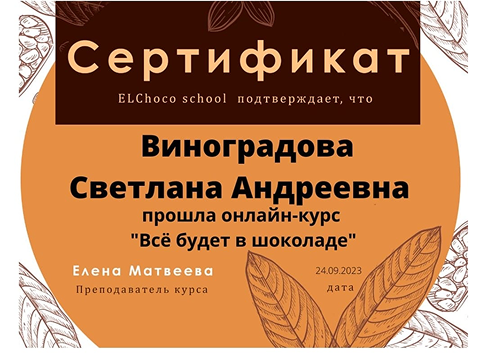 Сертификат
ELChoco school подтверждает, что
Виноградова
Светлана Андреевна
прошла онлайн-курс
"Всё будет в шоколаде"
Елена Матвеева
Преподаватель курса
24.09.2023
дата